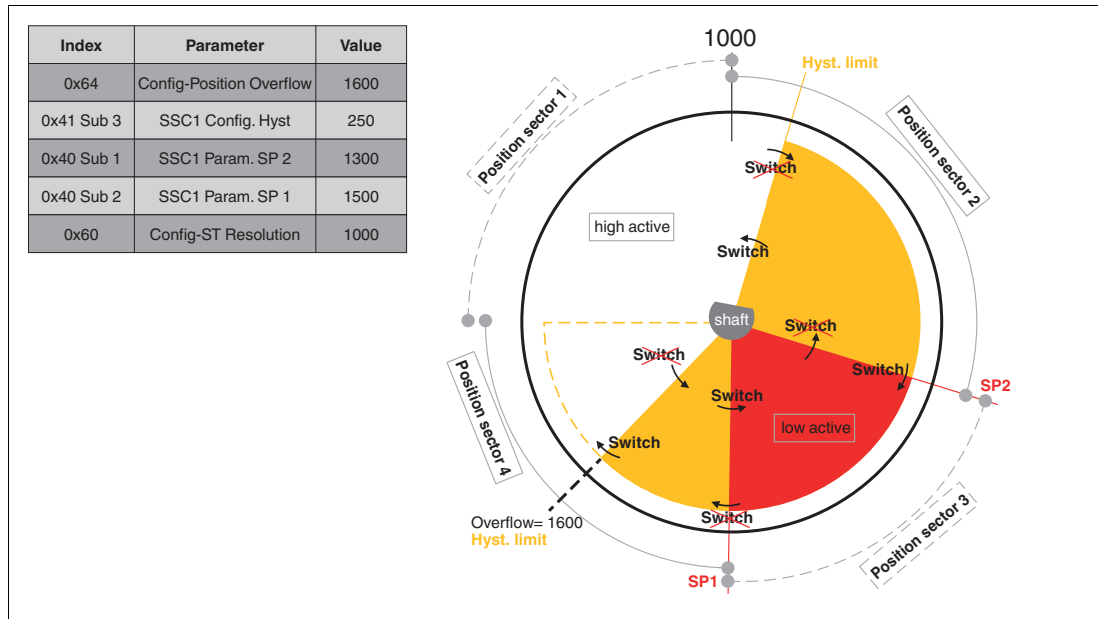 Index Parameter Value
0x64 Config-Position Overflow 1600
0x41 Sub 3 SSC1 Config. Hyst 250
0x40 Sub 1 SSC1 Param. SP 2 1300
0x40 Sub 2 SSC1 Param. SP 1 1500
0x60 Config-ST Resolution 1000
1000
Hyst. limit
Position sector 1
Position sector 2
Switch
high active
Switch
shaft
Switch
Switch
Switch
SP2
Switch
Position sector 4
low active
Switch
Position sector 3
Overflow= 1600
Switch
Hyst. limit
SP1